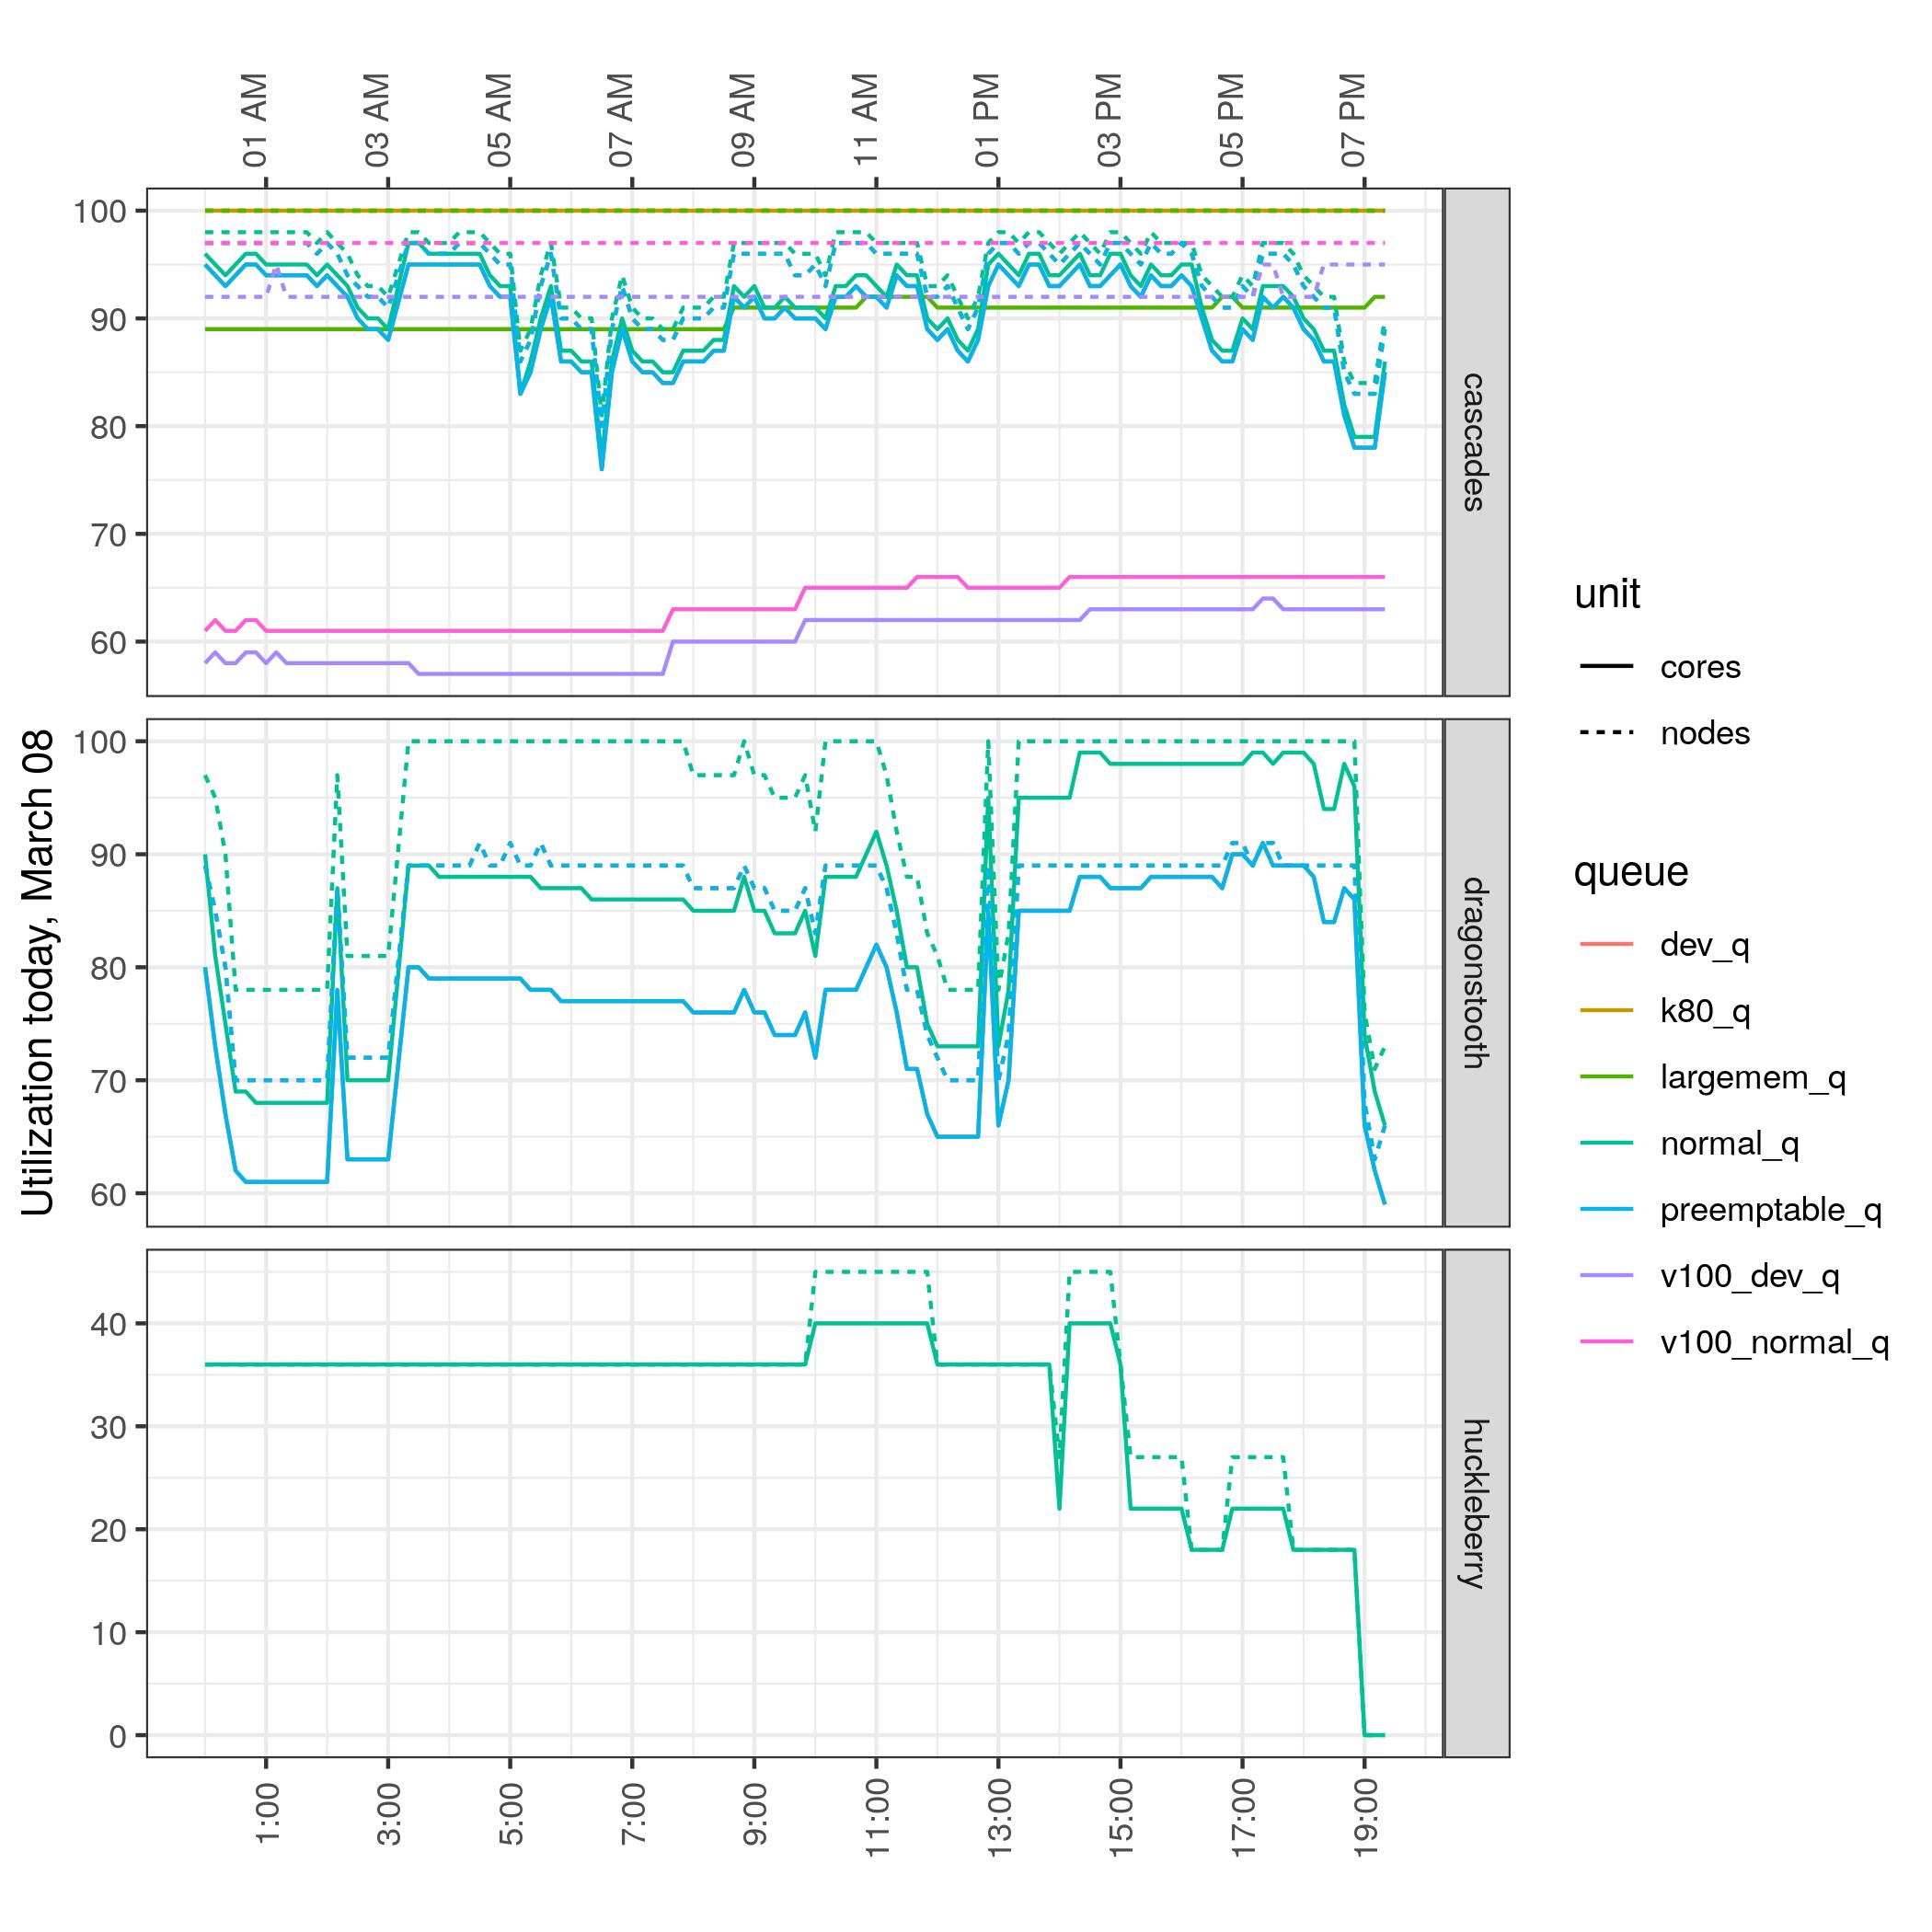 01 AM
03 AM
05 AM
07 AM
09 AM
11 AM
01 PM
03 PM
05 PM
07 PM
Utilization today, March 08
100
90
80
70
60
cascades
100
90
80
70
60
dragonstooth
40
30
20
10
0
huckleberry
1:00
3:00
5:00
7:00
9:00
11:00
13:00
15:00
17:00
19:00
unit
cores
nodes
queue
dev_q
k80_q
largemem_q
normal_q
preemptable_q
v100_dev_q
v100_normal_q